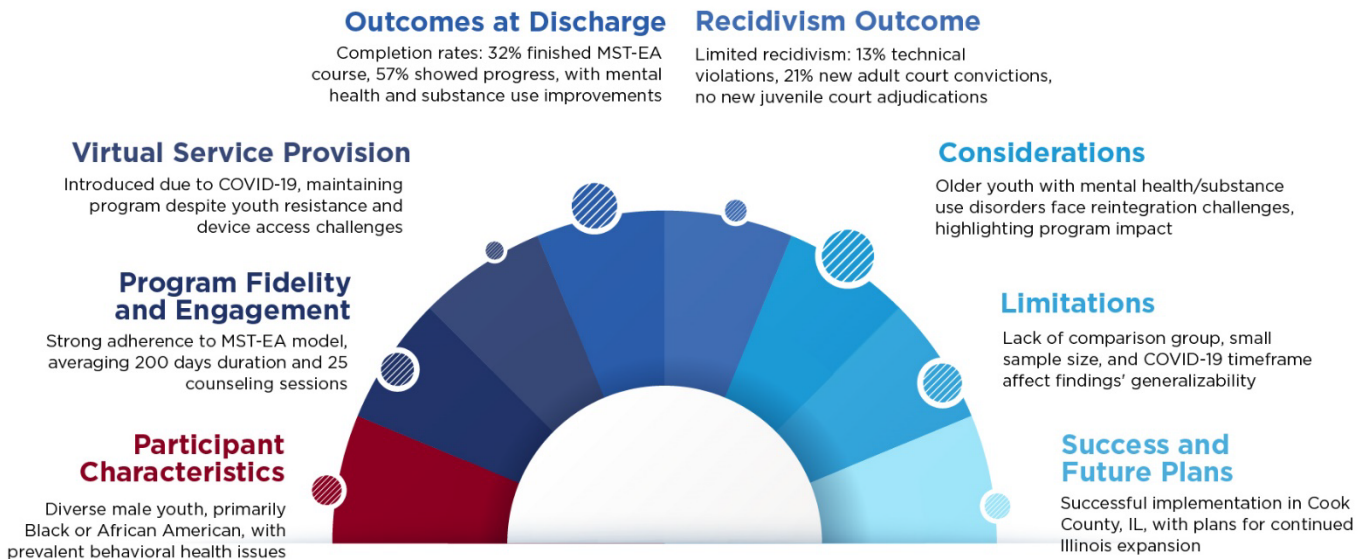 Outcomes at Discharge
Completion rates: 32% finished MST-EA
course, 57% showed progress, with mental
health and substance use improvements
Recidivism Outcome
Limited recidivism: 13% technical
violations, 21% new adult court convictions,
no new juvenile court adjudications
Virtual Service Provision
Introduced due to COVID-19, maintaining
program despite youth resistance and
device access challenges
Considerations
Older youth with mental health/substance
use disorders face reintegration challenges,
highlighting program impact
Program Fidelity
and Engagement
Strong adherence to MST-EA model,
averaging 200 days duration and 25
counseling sessions
Limitations
Lack of comparison group, small
sample size, and COVID-19 timeframe
affect findings' generalizability
Participant
Characteristics
Diverse male youth, primarily
Black or African American, with
prevalent behavioral health issues
Success and
Future Plans
Successful implementation in Cook
County, IL, with plans for continued
Illinois expansion